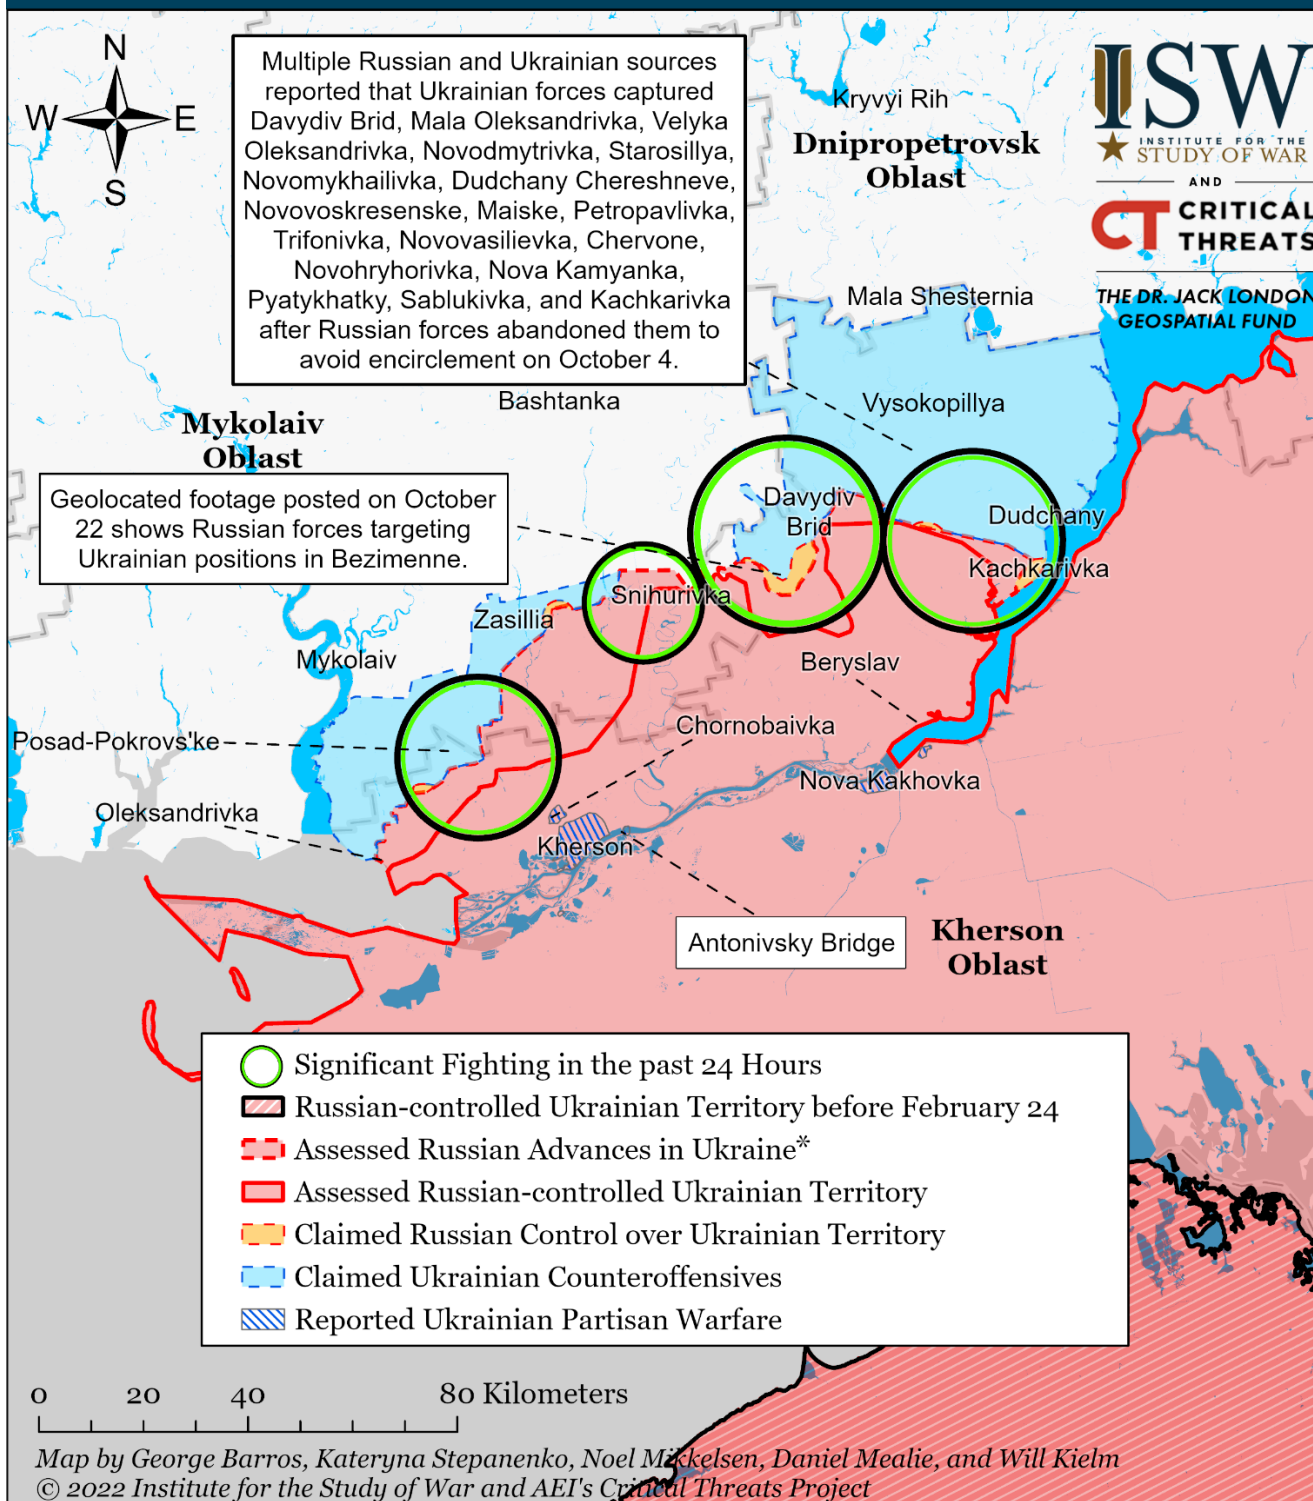 N
W
E
S
Multiple Russian and Ukrainian sources
reported that Ukrainian forces captured
Davydiv Brid, Mala Oleksandrivka, Velyka
Oleksandrivka, Novodmytrivka, Starosillya,
Novomykhailivka, Dudchany Chereshneve,
Novovoskresenske, Maiske, Petropavlivka,
Trifonivka, Novovasilievka, Chervone,
Novohryhorivka, Nova Kamyanka,
Pyatykhatky, Sablukivka, and Kachkarivka
after Russian forces abandoned them to
avoid encirclement on October 4.
Kryvyi Rih
Dnipropetrovsk
Oblast
ISW
INSTITUTE FOR THE
STUDY OF WAR
AND
CT CRITICAL
THREATS
THE DR. JACK LONDON
GEOSPATIAL FUND
Mala Shesternia
Bashtanka
Vysokopillya
Mykolaiv
Oblast
Geolocated footage posted on October
22 shows Russian forces targeting
Ukrainian positions in Bezimenne.
Davydiv
Brid
Dudchany
Kachkarivka
Snihurivka
Zasillia
Mykolaiv
Beryslav
Chornobaivka
Posad-Pokrovs'ke
Nova Kakhovka
Oleksandrivka
Kherson
Antonivsky Bridge
Kherson
Oblast
Significant Fighting in the past 24 Hours
Russian-controlled Ukrainian Territory before February 24
Assessed Russian Advances in Ukraine*
Assessed Russian-controlled Ukrainian Territory
Claimed Russian Control over Ukrainian Territory
Claimed Ukrainian Counteroffensives
Reported Ukrainian Partisan Warfare
0 20 40 80 Kilometers
Map by George Barros, Kateryna Stepanenko, Noel Mikkelsen, Daniel Mealie, and Will Kielm
© 2022 Institute for the Study of War and AEI's Critical Threats Project